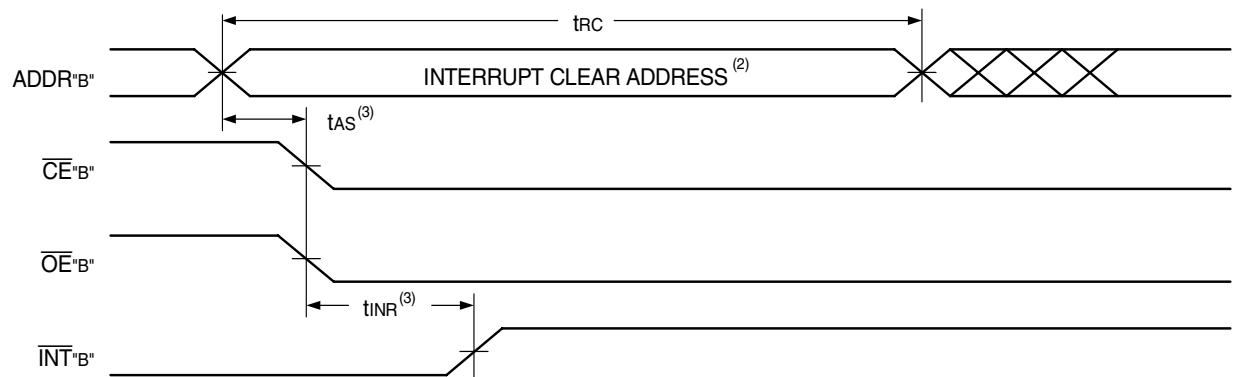 tRC
ADDR"B"
INTERRUPT CLEAR ADDRESS (2)
tAS(3)
CE"B"
OE"B"
tINR(3)
INT"B"